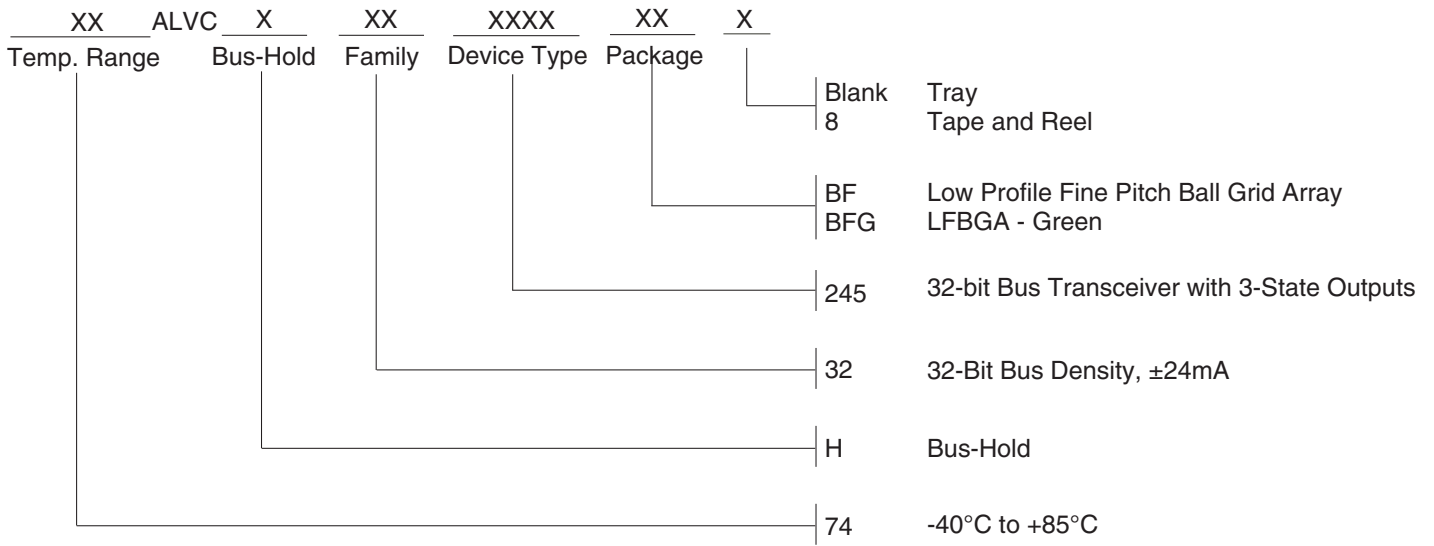 XX ALVC X XX XXXX XX X
Temp. Range Bus-Hold Family Device Type Package
Blank Tray
8 Tape and Reel
BF Low Profile Fine Pitch Ball Grid Array
BFG LFBGA - Green
245 32-bit Bus Transceiver with 3-State Outputs
32 32-Bit Bus Density, ±24mA
H Bus-Hold
74 -40°C to +85°C